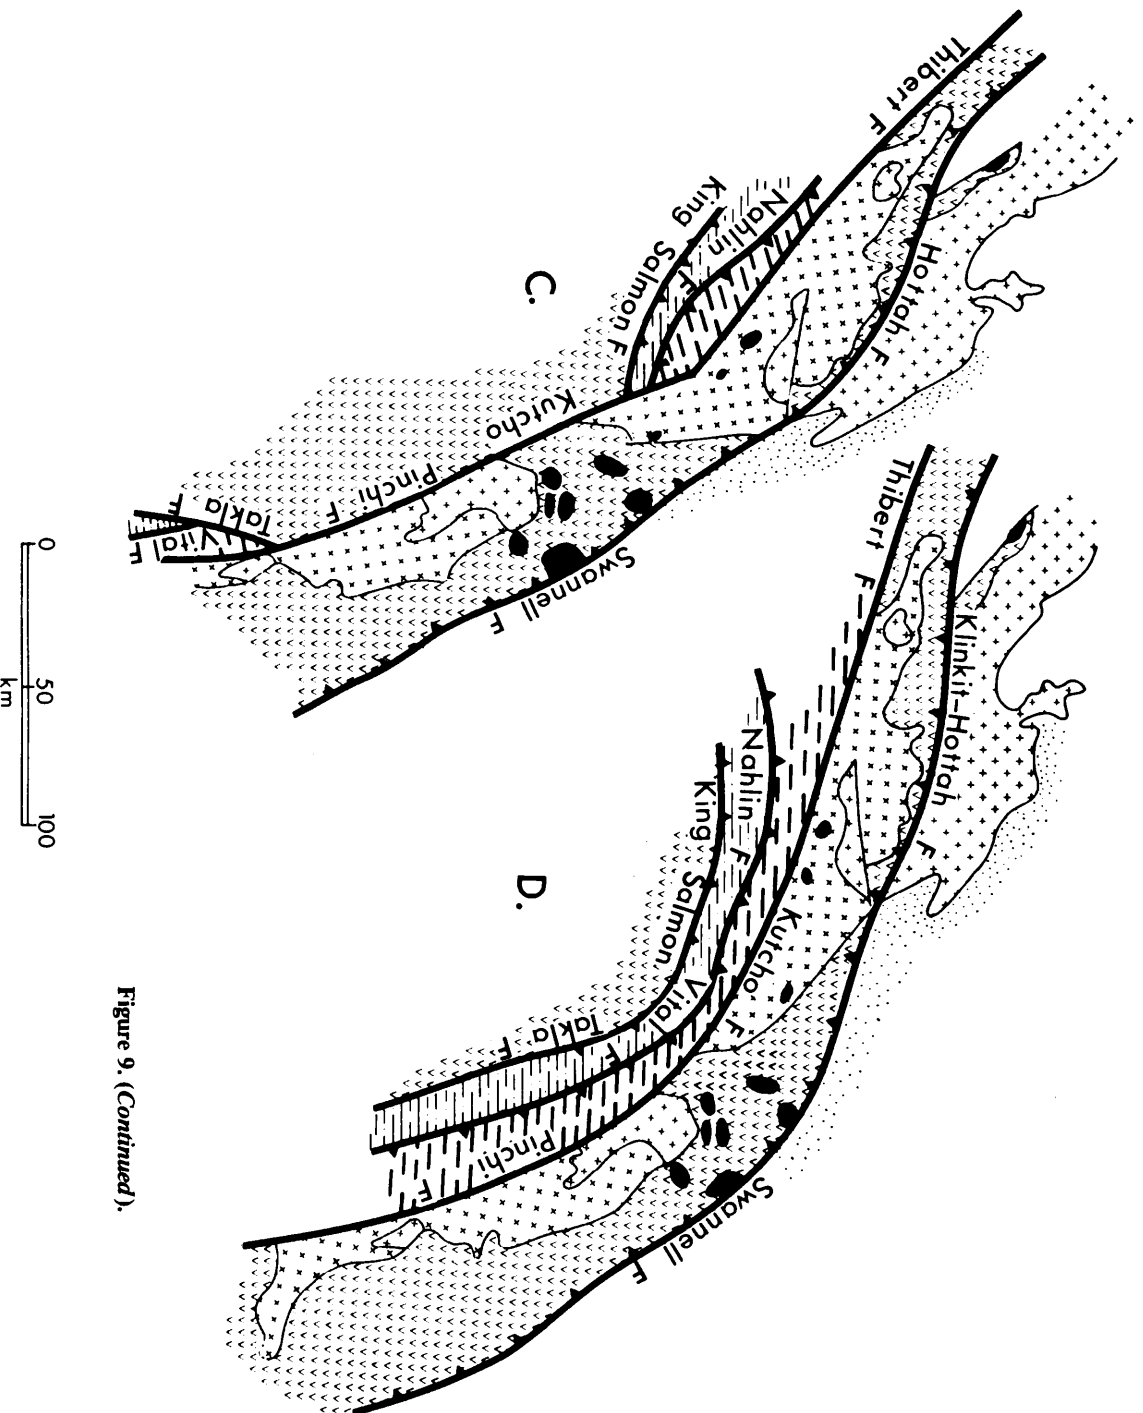 Thibert F
Hottah F
King Salmon F
Nahlin F
C.
Kutcho
Pinchi F
Takla F
Vital F
Swannell F
Thibert F
Klinkit–Hottah F
Nahlin F
King Salmon
Kutcho F
D.
Vital F
Takla F
Pinchi F
Swannell F
0 50 100
km
Figure 9. (Continued).